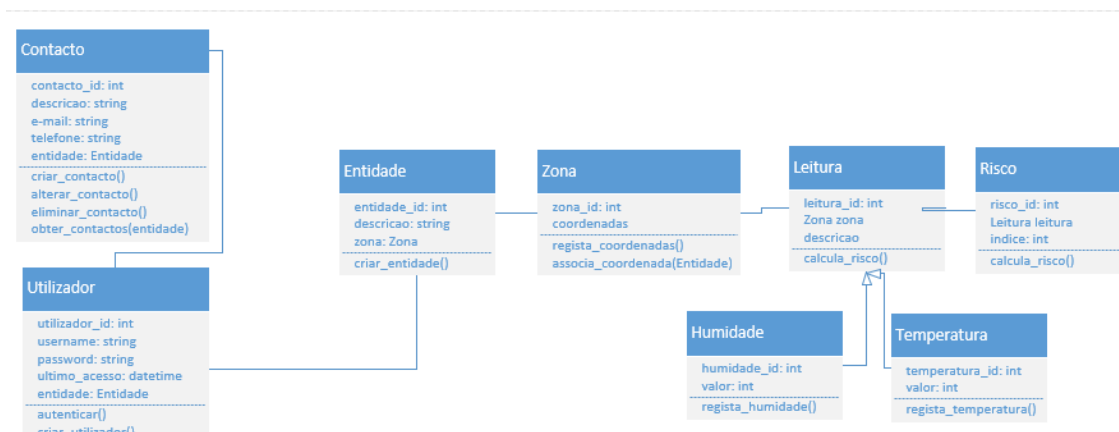 Contacto
contacto_id: int
descricao: string
e-mail: string
telefone: string
entidade: Entidade
criar_contacto()
alterar_contacto()
eliminar_contacto()
obter_contactos(entidade)
Utilizador
utilizador_id: int
username: string
password: string
ultimo_acesso: datetime
entidade: Entidade
autenticar()
criar_utilizador()
Entidade
entidade_id: int
descricao: string
zona: Zona
criar_entidade()
Zona
zona_id: int
coordenadas
regista_coordenadas()
associa_coordenada(Entidade)
Leitura
leitura_id: int
Zona zona
descricao
calcula_risco()
Risco
risco_id: int
Leitura leitura
indice: int
calcula_risco()
Humidade
humidade_id: int
valor: int
regista_humidade()
Temperatura
temperatura_id: int
valor: int
regista_temperatura()